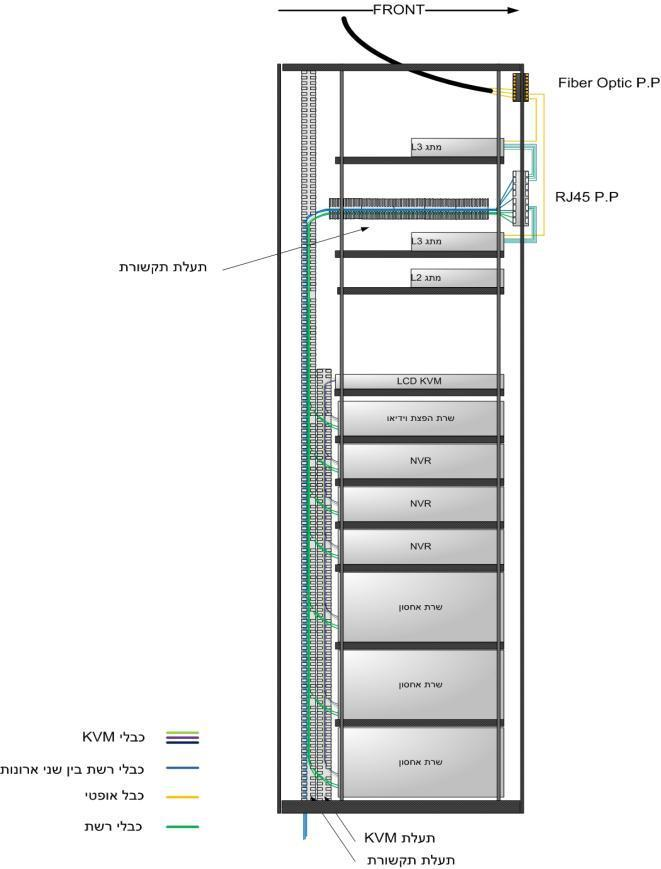 FRONT
Fiber Optic P.P
מתג L3
RJ45 P.P
מתג L3
תעלת תקשורת
מתג L2
LCD KVM
שרת הפצת וידיאו
NVR
NVR
NVR
שרת אחסון
שרת אחסון
שרת אחסון
כבלי KVM
כבלי רשת בין שני ארונות
כבל אופטי
כבלי רשת
תעלת KVM
תעלת תקשורת